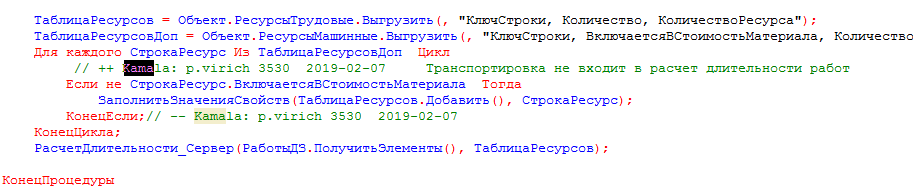 ТаблицаРесурсов = Объект.РесурсыТрудовые.Выгрузить(, "КлючСтроки, Количество, КоличествоРесурса");
ТаблицаРесурсовДоп = Объект.РесурсыМашинные.Выгрузить(, "КлючСтроки, ВключаетсяВСтоимостьМатериала, Количество
Для каждого СтрокаРесурс Из ТаблицаРесурсовДоп Цикл
// ++ Kamala: p.virich 3530 2019-02-07 Транспортировка не входит в расчет длительности работ
Если не СтрокаРесурс.ВключаетсяВСтоимостьМатериала Тогда
ЗаполнитьЗначенияСвойств(ТаблицаРесурсов.Добавить(), СтрокаРесурс);
КонецЕсли;// -- Kamala: p.virich 3530 2019-02-07
КонецЦикла;
РасчетДлительности_Сервер(РаботыДЗ.ПолучитьЭлементы(), ТаблицаРесурсов);
КонецПроцедуры